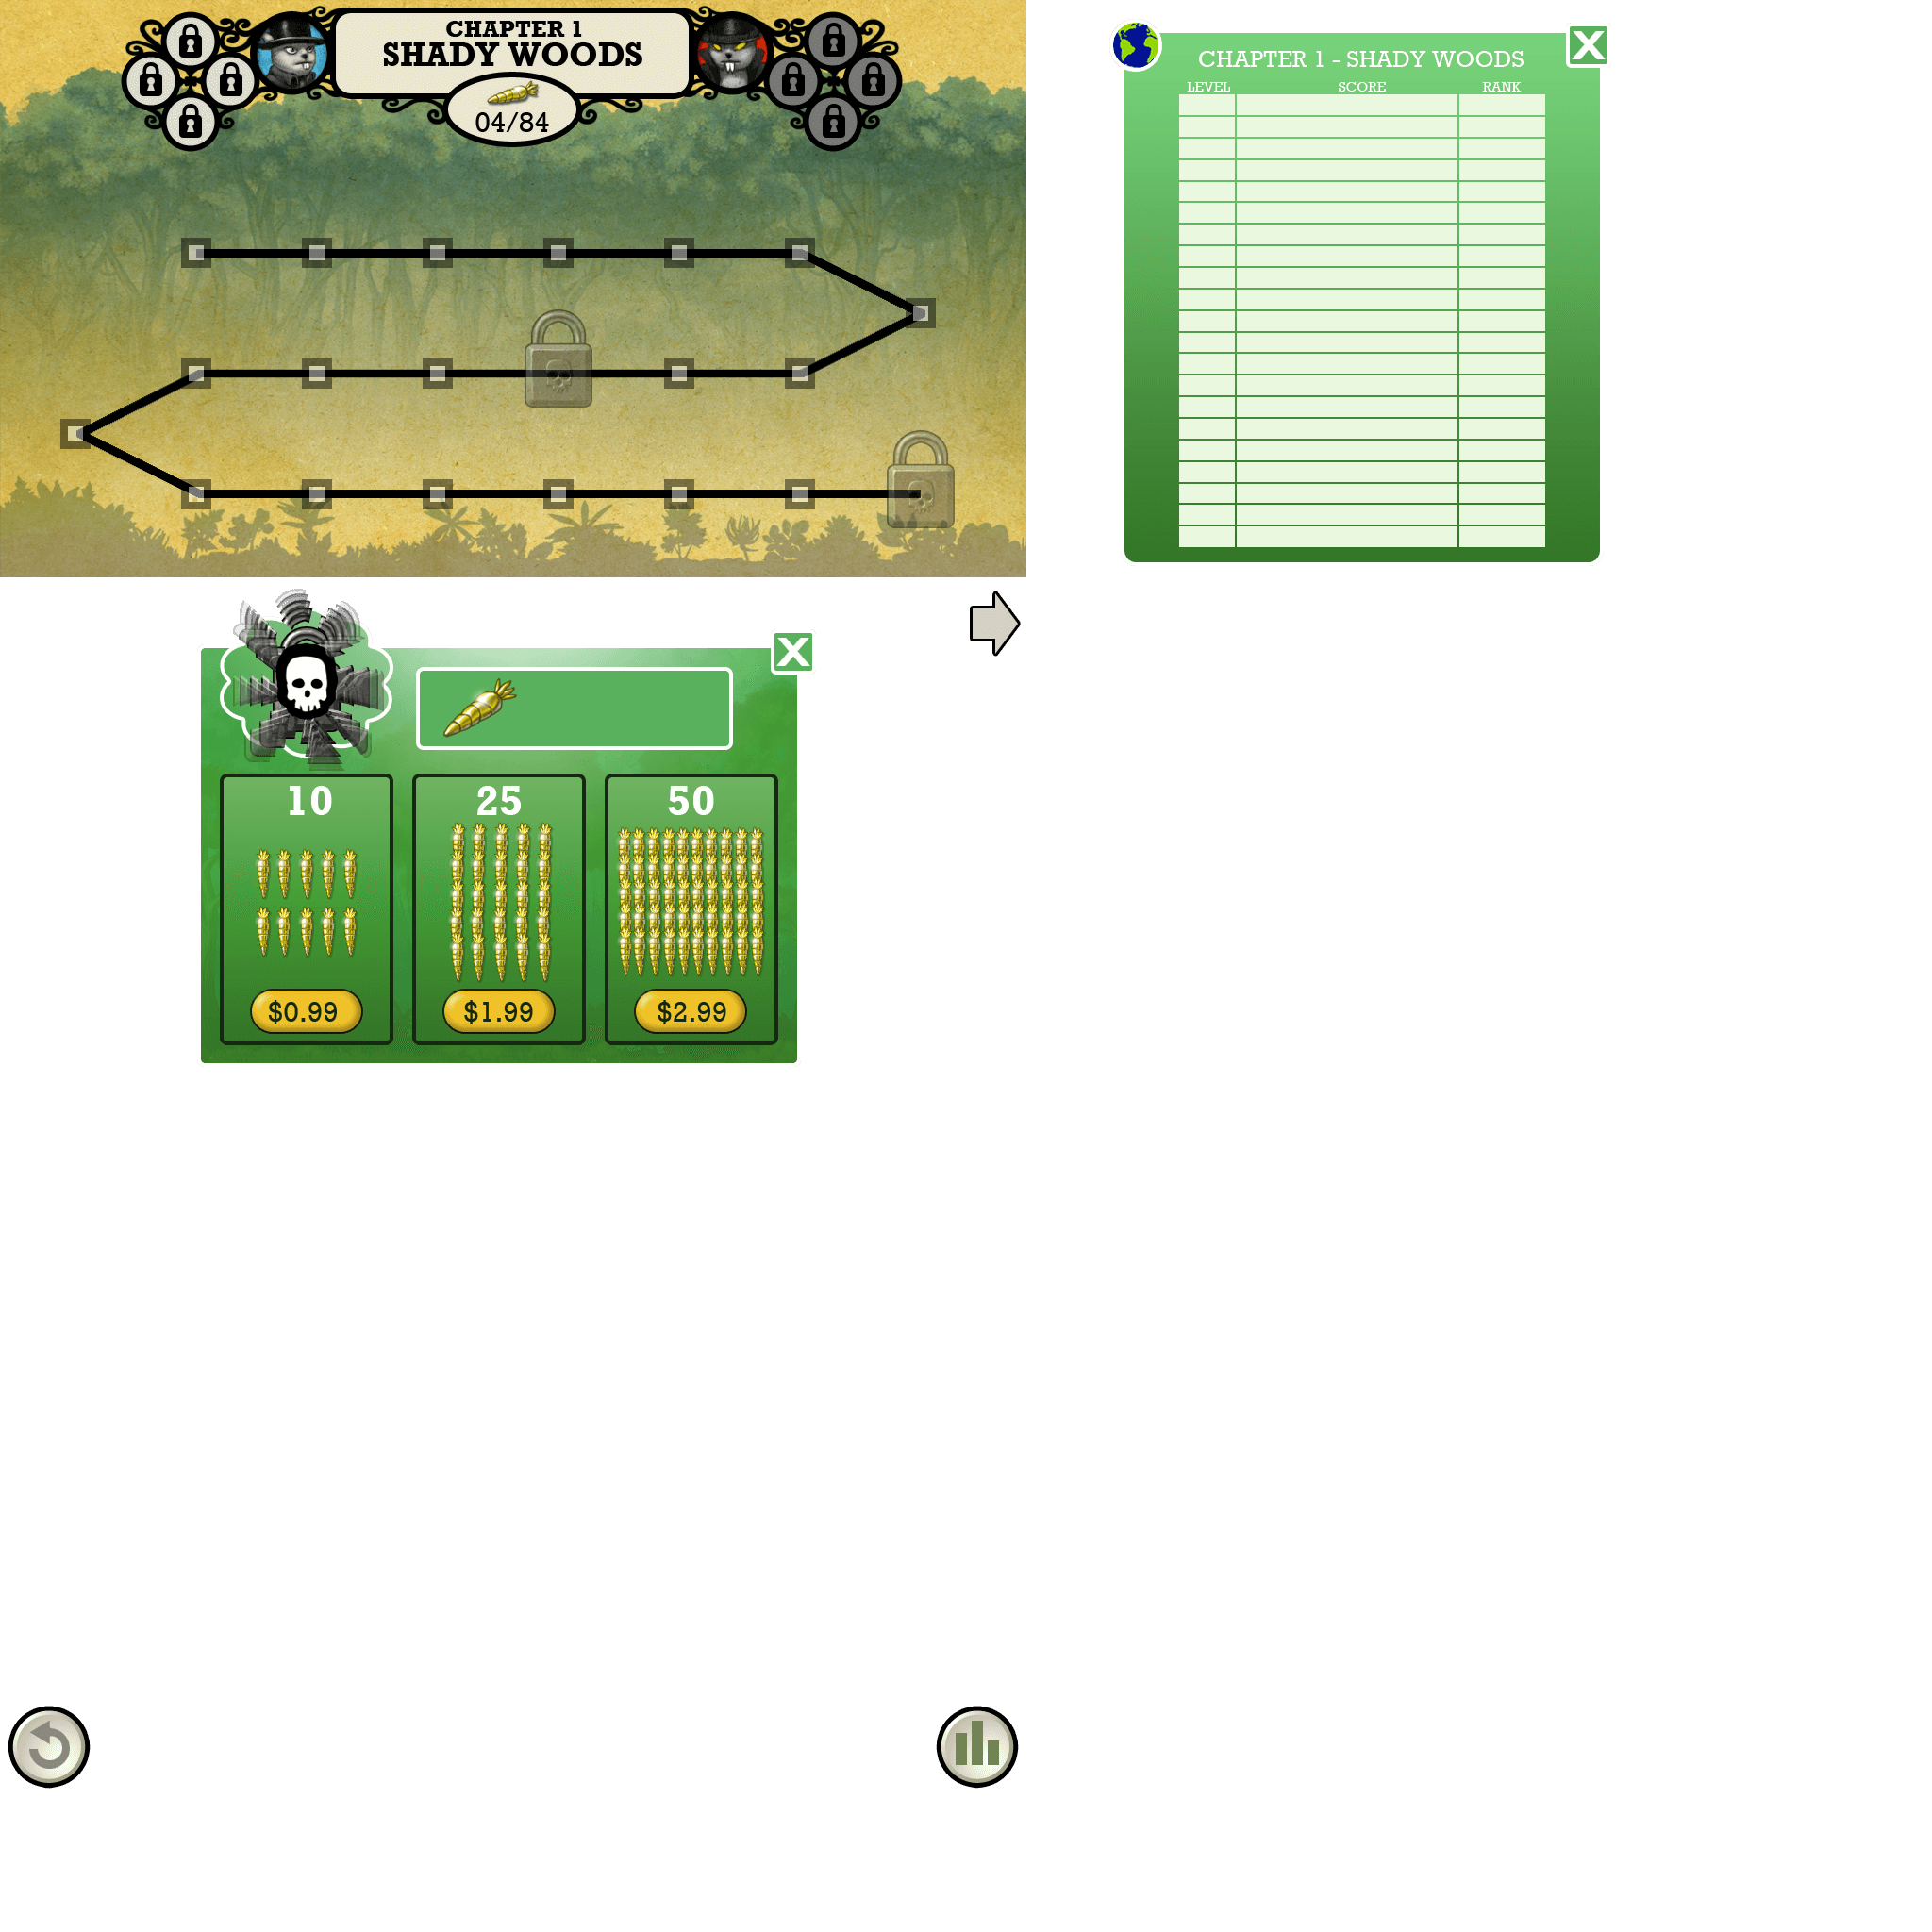 CHAPTER 1
SHADY WOODS
04/84
CHAPTER 1 - SHADY WOODS
LEVEL SCORE RANK
X
X
10 25 50
$0.99 $1.99 $2.99